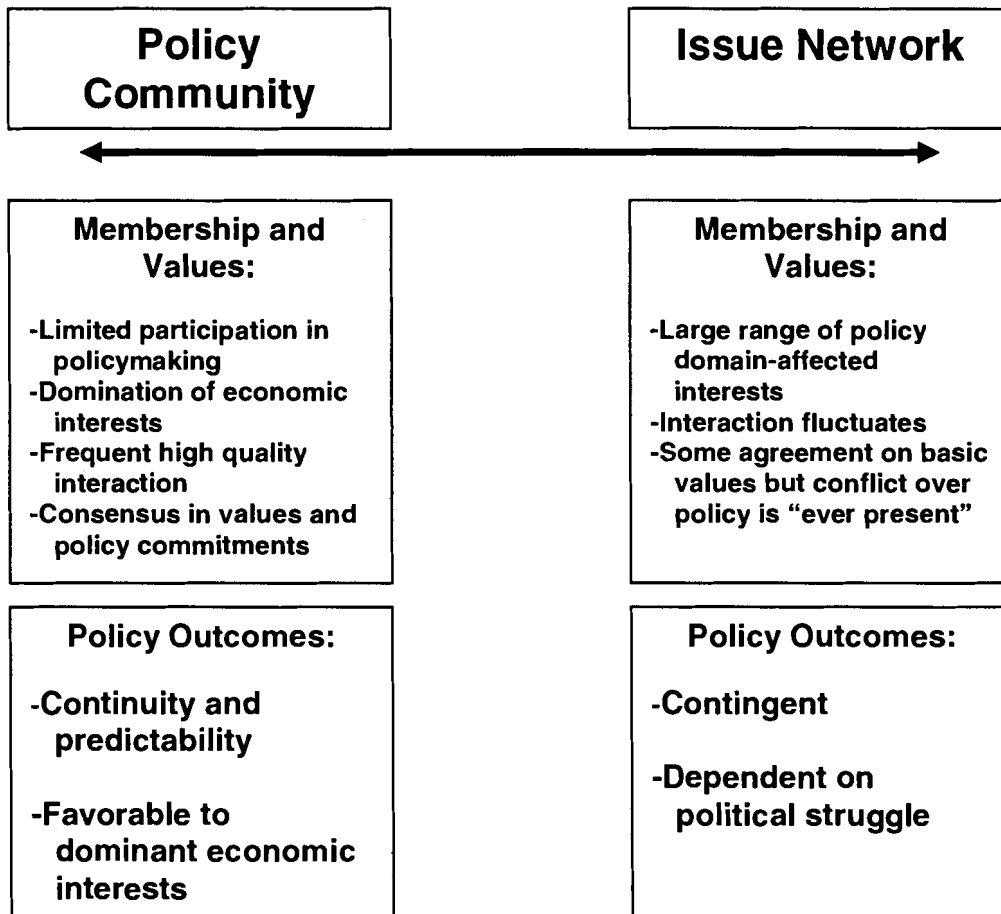 Policy
Community
Issue Network
Membership and
Values:
-Limited participation in
policymaking
-Domination of economic
interests
-Frequent high quality
interaction
-Consensus in values and
policy commitments
Membership and
Values:
-Large range of policy
domain-affected
interests
-Interaction fluctuates
-Some agreement on basic
values but conflict over
policy is “ever present”
Policy Outcomes:
-Continuity and
predictability
-Favorable to
dominant economic
interests
Policy Outcomes:
-Contingent
-Dependent on
political struggle